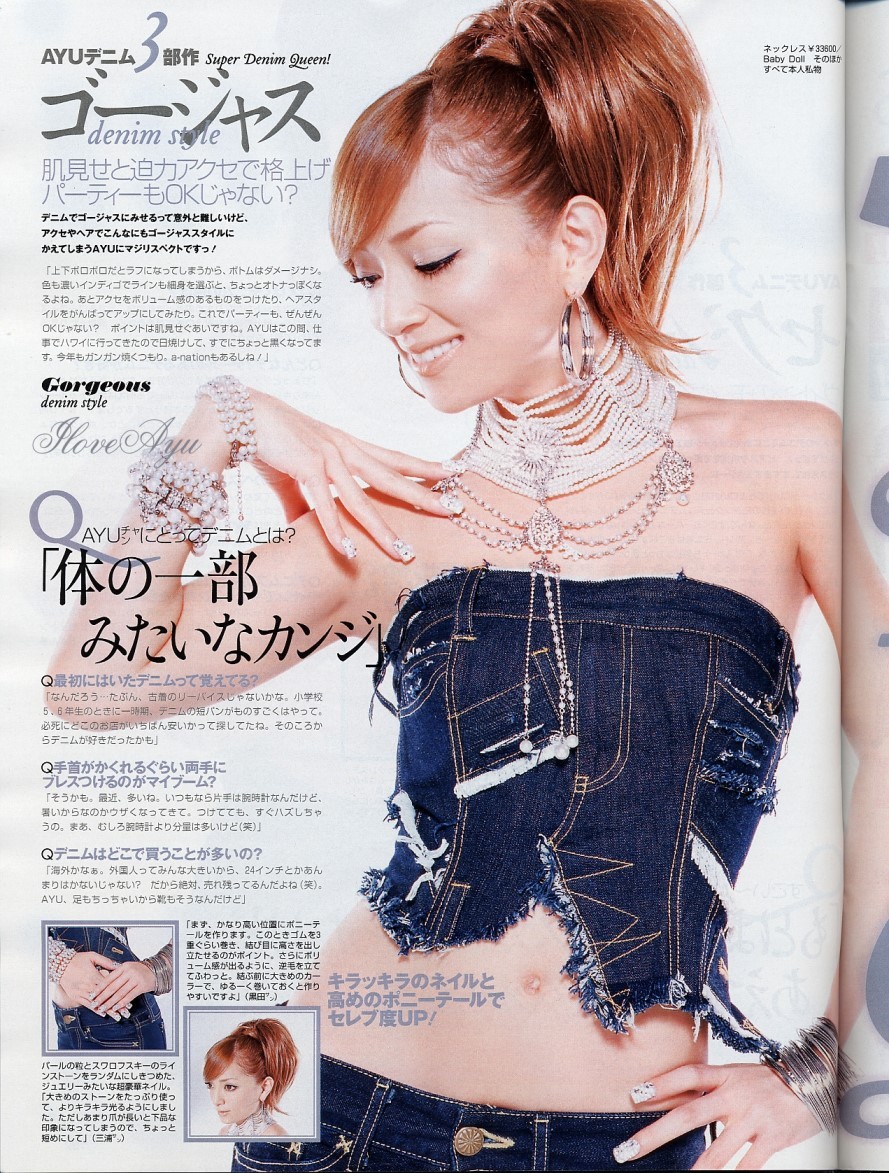 AYUデニム3部作 Super Denim Queen!
ゴージャス
denim style
肌見せと迫力アクセで格上げ
パーティーもOKじゃない？
デニムでゴージャスにみせるって意外と難しいけど、
アクセやヘアでこんなにもゴージャススタイルに
かえてしまうAYUにマジリスペクトですっ！
「上下ボロボロだとラフになってしまうから、ボトムはダメージナシ。
色も濃いインディゴでラインも細身を選ぶと、ちょっとオトナっぽくな
るよね。あとアクセをボリューム感のあるものをつけたり、ヘアスタ
イルをがんばってアップにしてみたり。これでパーティーも、ぜんぜん
OKじゃない？　ポイントは肌見せぐあいですね。AYUはこの間、仕
事でハワイに行ってきたので日焼けして、すでにちょっと黒くなってま
す。今年もガンガン焼くつもり。a-nationもあるしね！」
Gorgeous
denim style
I love Ayu
Q AYUチャンにとってデニムとは？
「体の一部
みたいなカンジ」
Q最初にはいたデニムって覚えてる？
「なんだろう…たぶん、古着のリーバイスじゃないかな。小学校
5、6年生のときに一時期、デニムの短パンがものすごくはやって。
必死にどこのお店がいちばん安いかって探してたね。そのころか
らデニムが好きだったかも」
Q手首がかくれるぐらい両手に
ブレスつけるのがマイブーム？
「そうかも。最近、多いね。いつもなら片手は腕時計なんだけど、
暑いからなのかウザくなってきて。つけてても、すぐハズしちゃ
うの。まあ、むしろ腕時計より分量は多いけど（笑）」
Qデニムはどこで買うことが多いの？
「海外かなぁ。外国人ってみんな大きいから、24インチとかあん
まりはかないじゃない？　だから絶対、売れ残ってるんだよね（笑）。
AYU、足もちっちゃいから靴もそうなんだけど」
「まず、かなり高い位置にポニーテ
ールを作ります。このときゴムを3
重ぐらい巻き、結び目に高さを出し
立たせるのがポイント。さらにボリ
ューム感が出るように、逆毛を立て
てふわっと。結ぶ前に大きめのカー
ラーで、ゆるーく巻いておくと作り
やすいですよ」（黒田サン）
キラッキラのネイルと
高めのポニーテールで
セレブ度UP！
パールの粒とスワロフスキーのライ
ンストーンをランダムにしきつめた、
ジュエリーみたいな超豪華ネイル。
「大きめのストーンをたっぷり使っ
て、よりキラキラ光るようにしまし
た。ただしあまり爪が長いと下品な
印象になってしまうので、ちょっと
短めにして」（三浦サン）
ネックレス￥33600/
Baby Doll　そのほか
すべて本人私物